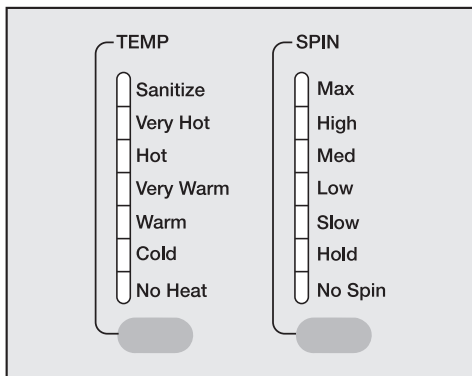 TEMP
Sanitize
Very Hot
Hot
Very Warm
Warm
Cold
No Heat
SPIN
Max
High
Med
Low
Slow
Hold
No Spin